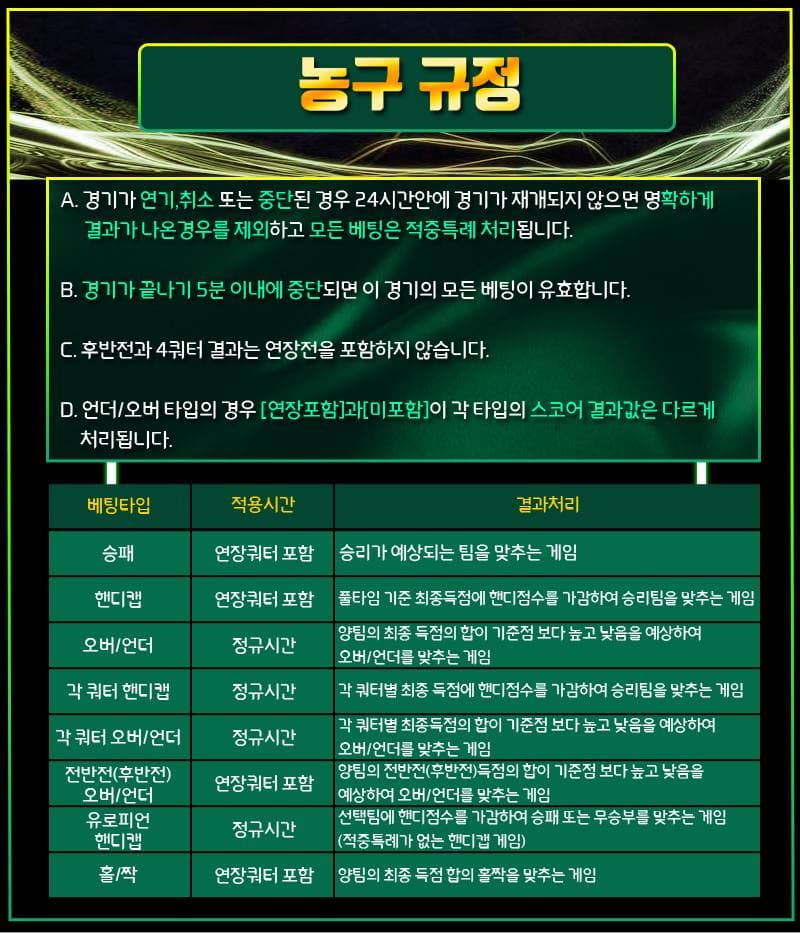 농구 규정
A. 경기가 연기,취소 또는 중단된 경우 24시간안에 경기가 재개되지 않으면 명확하게
결과가 나온경우를 제외하고 모든 베팅은 적중특례 처리됩니다.
B. 경기가 끝나기 5분 이내에 중단되면 이 경기의 모든 베팅이 유효합니다.
C. 후반전과 4쿼터 결과는 연장전을 포함하지 않습니다.
D. 언더/오버 타입의 경우 [연장포함]과[미포함]이 각 타입의 스코어 결과값은 다르게
처리됩니다.
베팅타입 적용시간 결과처리
승패 연장쿼터 포함 승리가 예상되는 팀을 맞추는 게임
핸디캡 연장쿼터 포함 풀타임 기준 최종득점에 핸디점수를 가감하여 승리팀을 맞추는 게임
오버/언더 정규시간 양팀의 최종 득점의 합이 기준점 보다 높고 낮음을 예상하여
오버/언더를 맞추는 게임
각 쿼터 핸디캡 정규시간 각 쿼터별 최종 득점에 핸디점수를 가감하여 승리팀을 맞추는 게임
각 쿼터 오버/언더 정규시간 각 쿼터별 최종득점의 합이 기준점 보다 높고 낮음을 예상하여
오버/언더를 맞추는 게임
전반전(후반전) 연장쿼터 포함 양팀의 전반전(후반전)득점의 합이 기준점 보다 높고 낮음을
오버/언더 예상하여 오버/언더를 맞추는 게임
유로피언 정규시간 선택팀에 핸디점수를 가감하여 승패 또는 무승부를 맞추는 게임
핸디캡 (적중특례가 없는 핸디캡 게임)
홀/짝 연장쿼터 포함 양팀의 최종 득점 합의 홀짝을 맞추는 게임